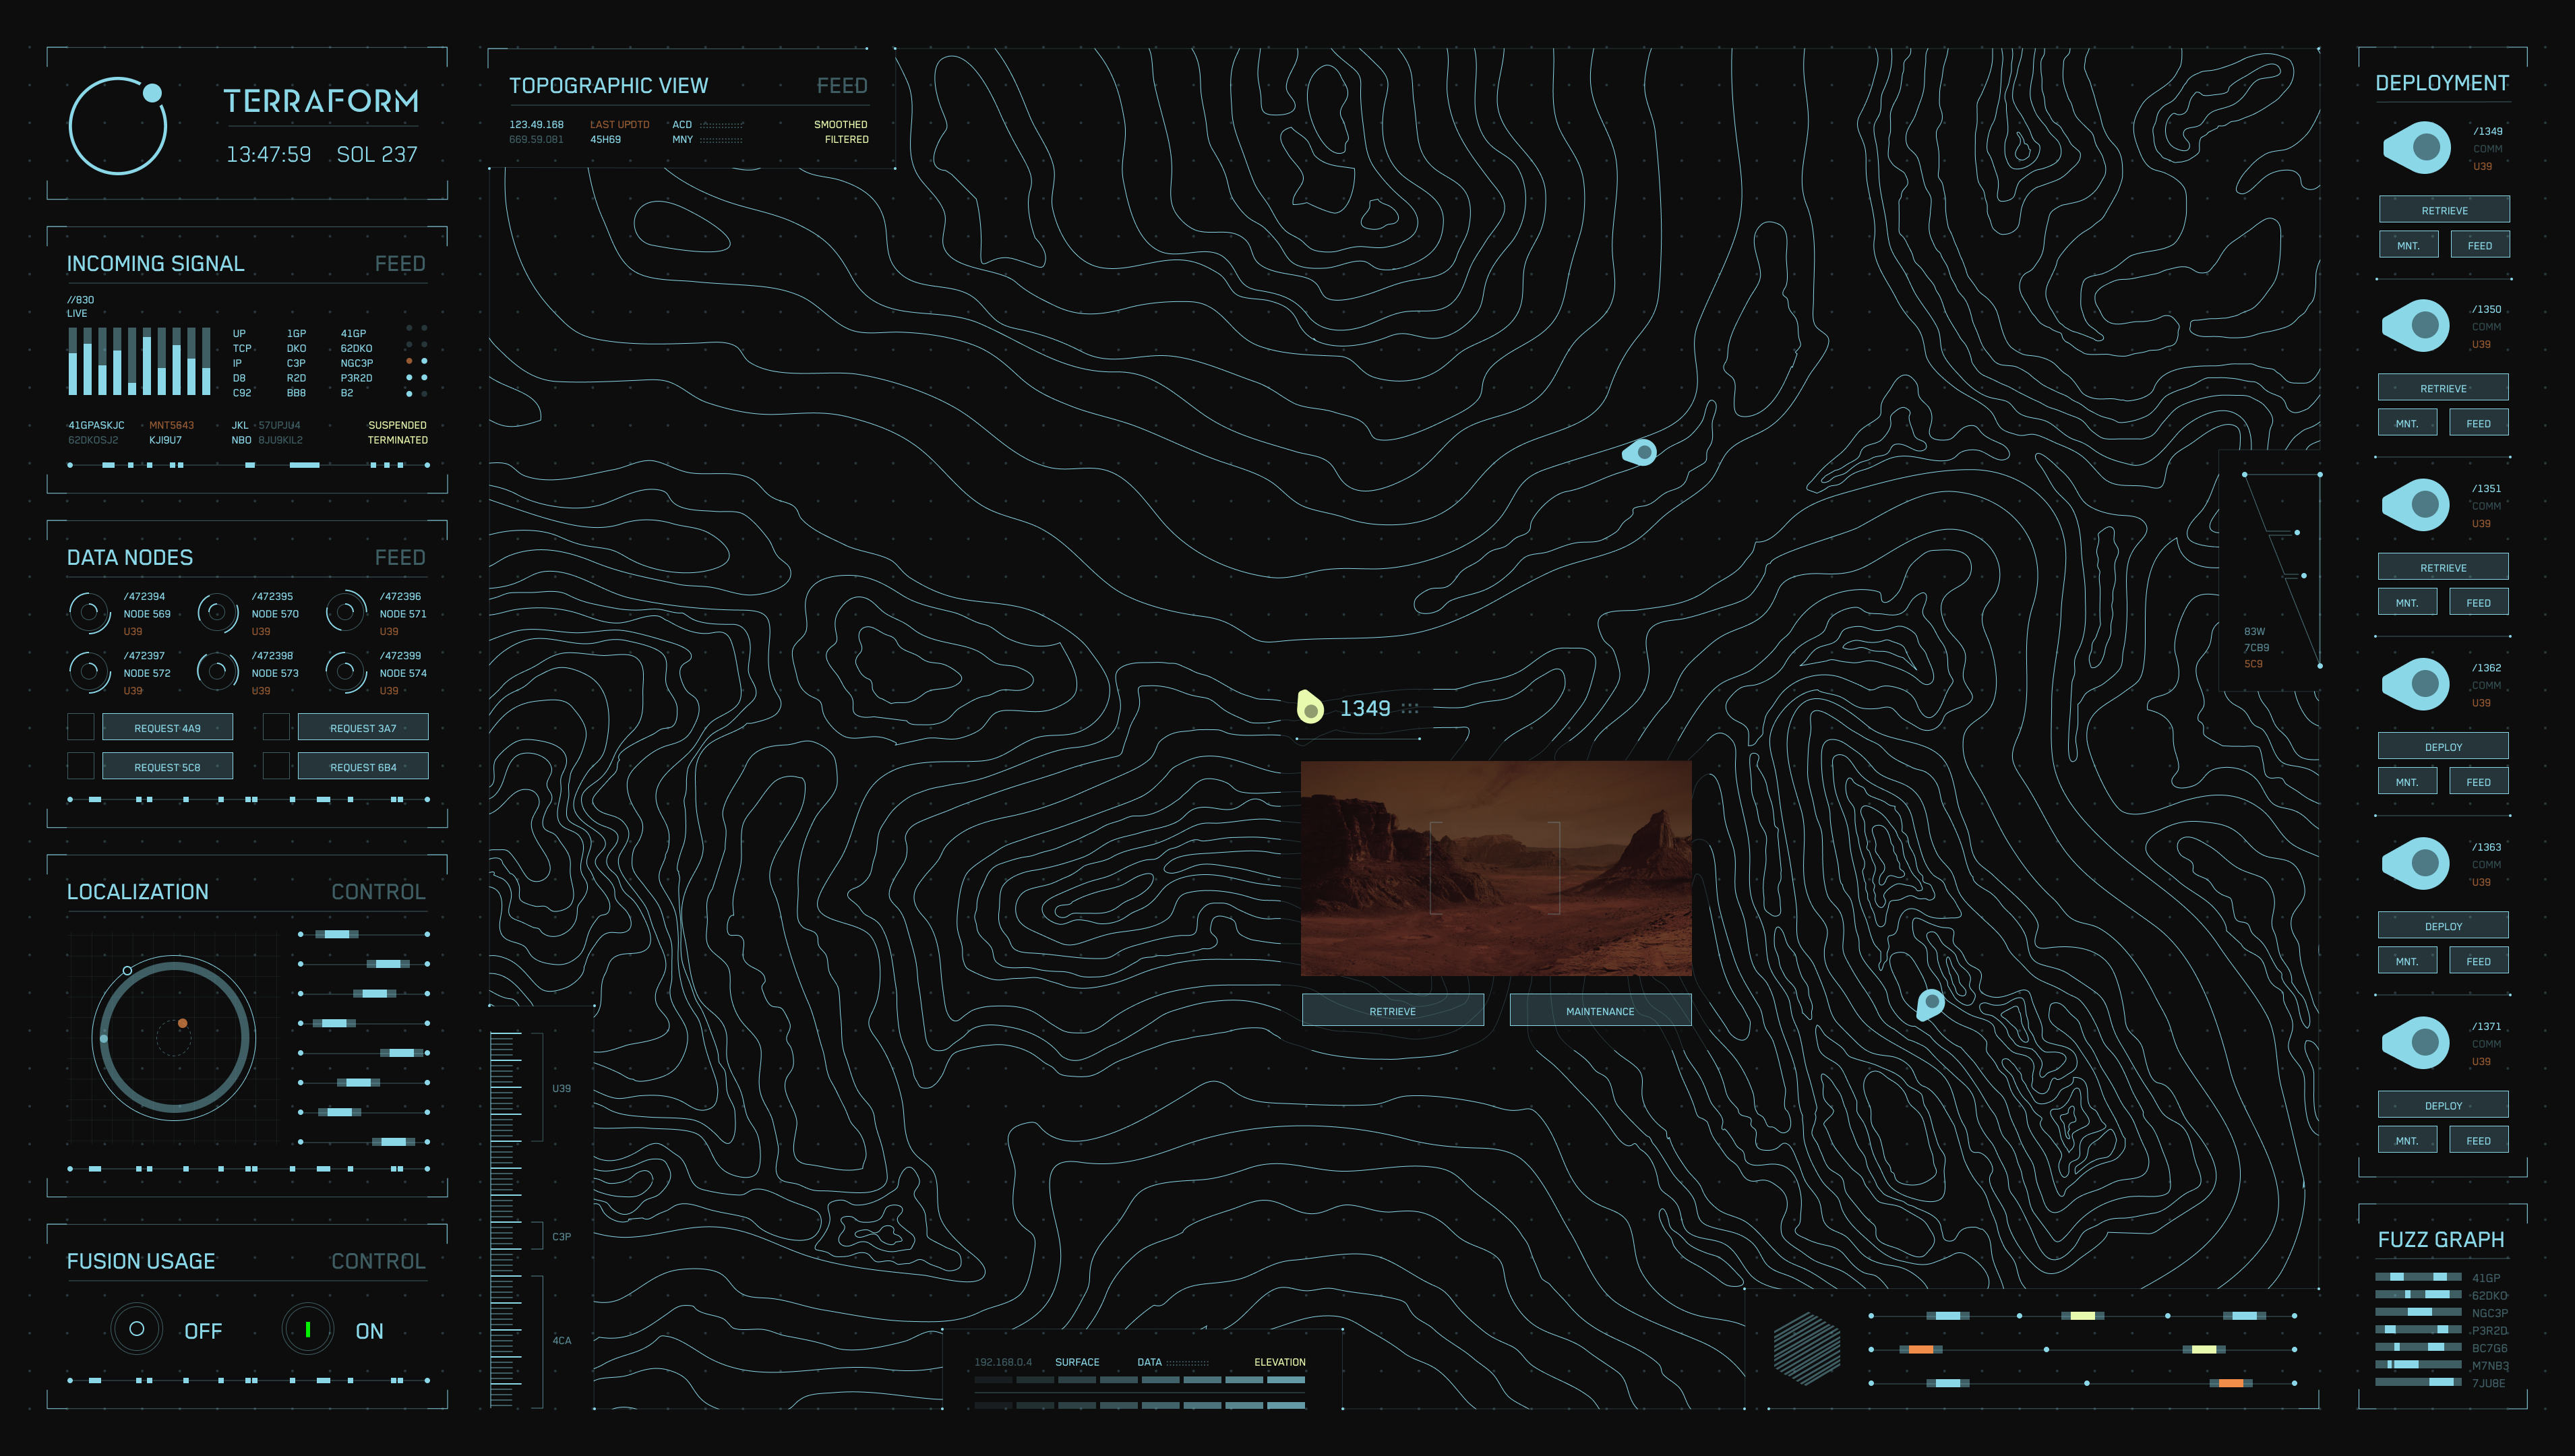 TERRAFORM
13:47:59 SOL 237
INCOMING SIGNAL FEED
//830
LIVE
UP 1GP 41GP
TCP DKO 62DKO
IP C3P NGC3P
D8 R2D P3R2D
C92 BB8 B2
41GPASKJC MNT5643 JKL 57UPJU4 SUSPENDED
62DKOSJ2 KJI9U7 NBO 8JU9KIL2 TERMINATED
DATA NODES FEED
/472394 /472395 /472396
NODE 569 NODE 570 NODE 571
U39 U39 U39
/472397 /472398 /472399
NODE 572 NODE 573 NODE 574
U39 U39 U39
REQUEST 4A9 REQUEST 3A7
REQUEST 5C8 REQUEST 6B4
LOCALIZATION CONTROL
FUSION USAGE CONTROL
OFF ON
TOPOGRAPHIC VIEW FEED
123.49.168 LAST UPDTD ACD SMOOTHED
669.59.081 45H69 MNY FILTERED
1349
RETRIEVE MAINTENANCE
U39
C3P
4CA
192.168.0.4 SURFACE DATA ELEVATION
83W
7CB9
5C9
DEPLOYMENT
/1349
COMM
U39
RETRIEVE
MNT. FEED
/1350
COMM
U39
RETRIEVE
MNT. FEED
/1351
COMM
U39
RETRIEVE
MNT. FEED
/1362
COMM
U39
DEPLOY
MNT. FEED
/1363
COMM
U39
DEPLOY
MNT. FEED
/1371
COMM
U39
DEPLOY
MNT. FEED
FUZZ GRAPH
41GP
62DKO
NGC3P
P3R2D
BC7G6
M7NB3
7JU8E